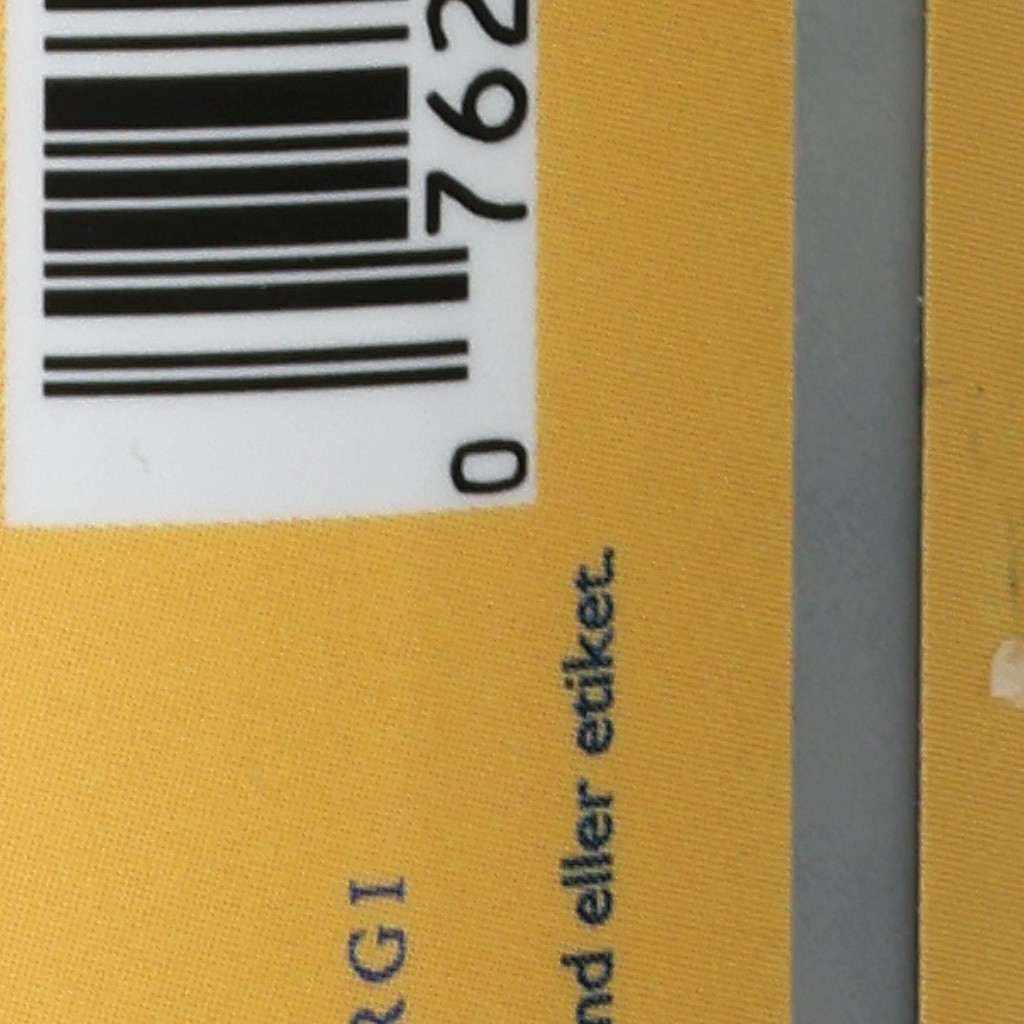 RGI
0 762
nd eller etiket.